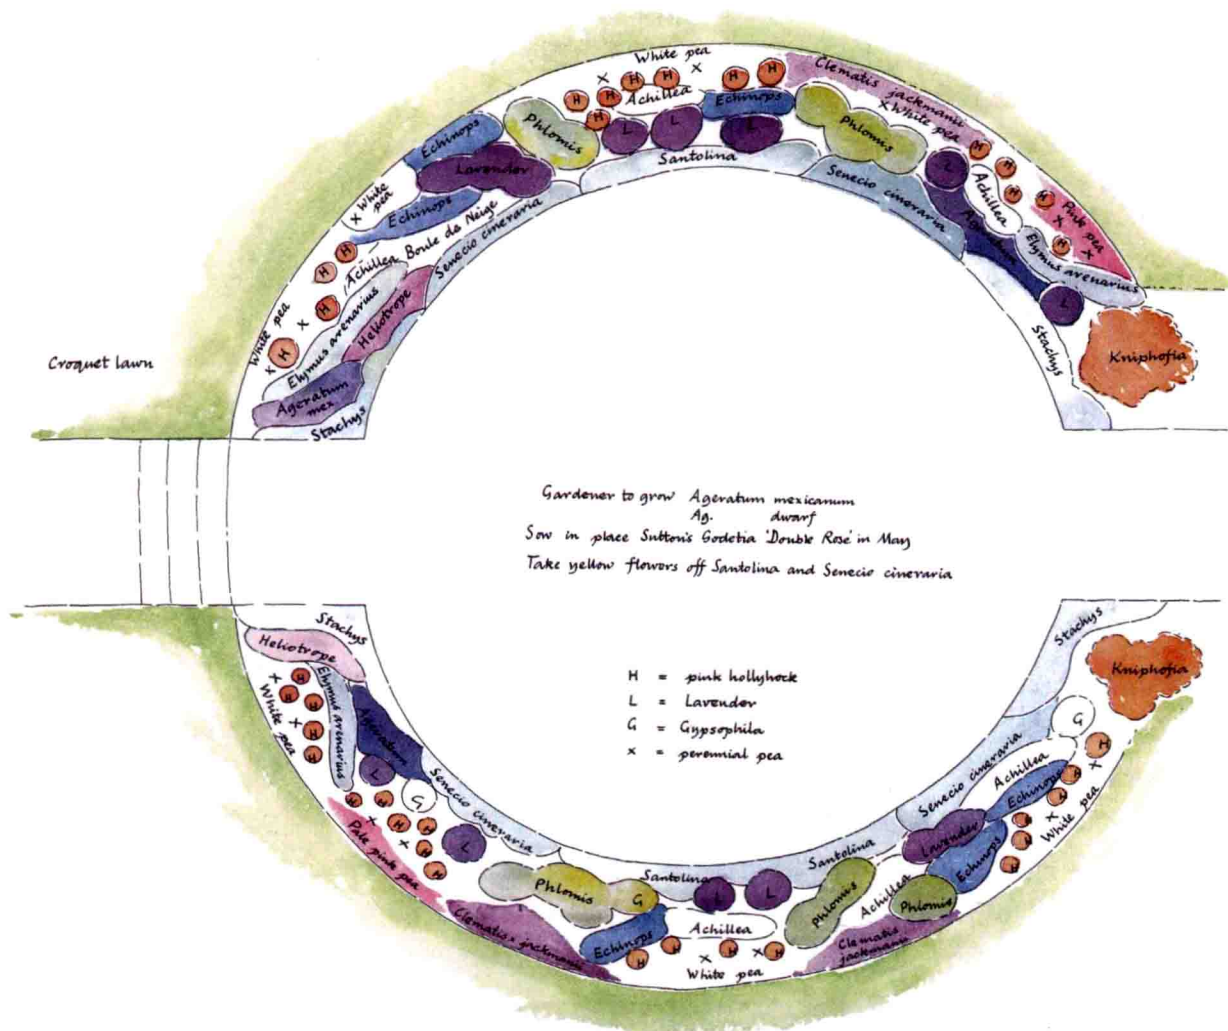 White pea
Clematis jackmanii
x
x
H
H
H
H
H
H
H
Achillea
Echinops
Phlomis
x White pea
Echinops
Phlomis
L
L
L
Lavender
Santolina
Senecio cineraria
L
H
H
H
H
Achillea
Pink pea
x
x
H
x White pea
Echinops
Ageratum
Elymus arenarius
H
H
Achillea Boule de Neige
Senecio cineraria
L
H
x
White pea
H
x
Elymus arenarius
Heliotrope
Stachys
Kniphofia
Croquet lawn
Ageratum
mex
Stachys
Gardener to grow Ageratum mexicanum
Ag. dwarf
Sow in place Sutton's Godetia 'Double Rose' in May
Take yellow flowers off Santolina and Senecio cineraria
Stachys
Stachys
Heliotrope
Kniphofia
H = pink hollyhock
L = Lavender
G = Gypsophila
x = perennial pea
x
H
H
H
H
x
H
H
White pea
Elymus arenarius
Ageratum
L
G
Senecio cineraria
G
H
x
Achillea
Senecio cineraria
Echinops
H
H
x
White pea
H
H
H
H
H
H
H
H
H
x
x
L
Pale pink pea
Lavender
Echinops
H
H
H
Phlomis
G
Santolina
L
L
Santolina
Phlomis
Achillea
Phlomis
Clematis x jackmanii
Echinops
Achillea
Clematis
jackmanii
H
H
x
H
x
H
White pea